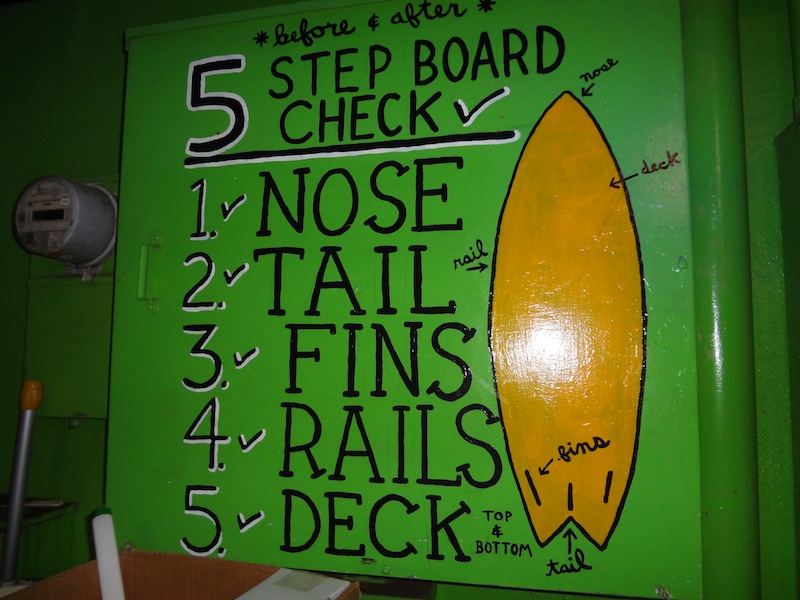 *before & after*
5 STEP BOARD
CHECK ✓
1. ✓ NOSE
2. ✓ TAIL
3. ✓ FINS
4. ✓ RAILS
5. ✓ DECK TOP
&
BOTTOM
nose
deck
rail
fins
tail